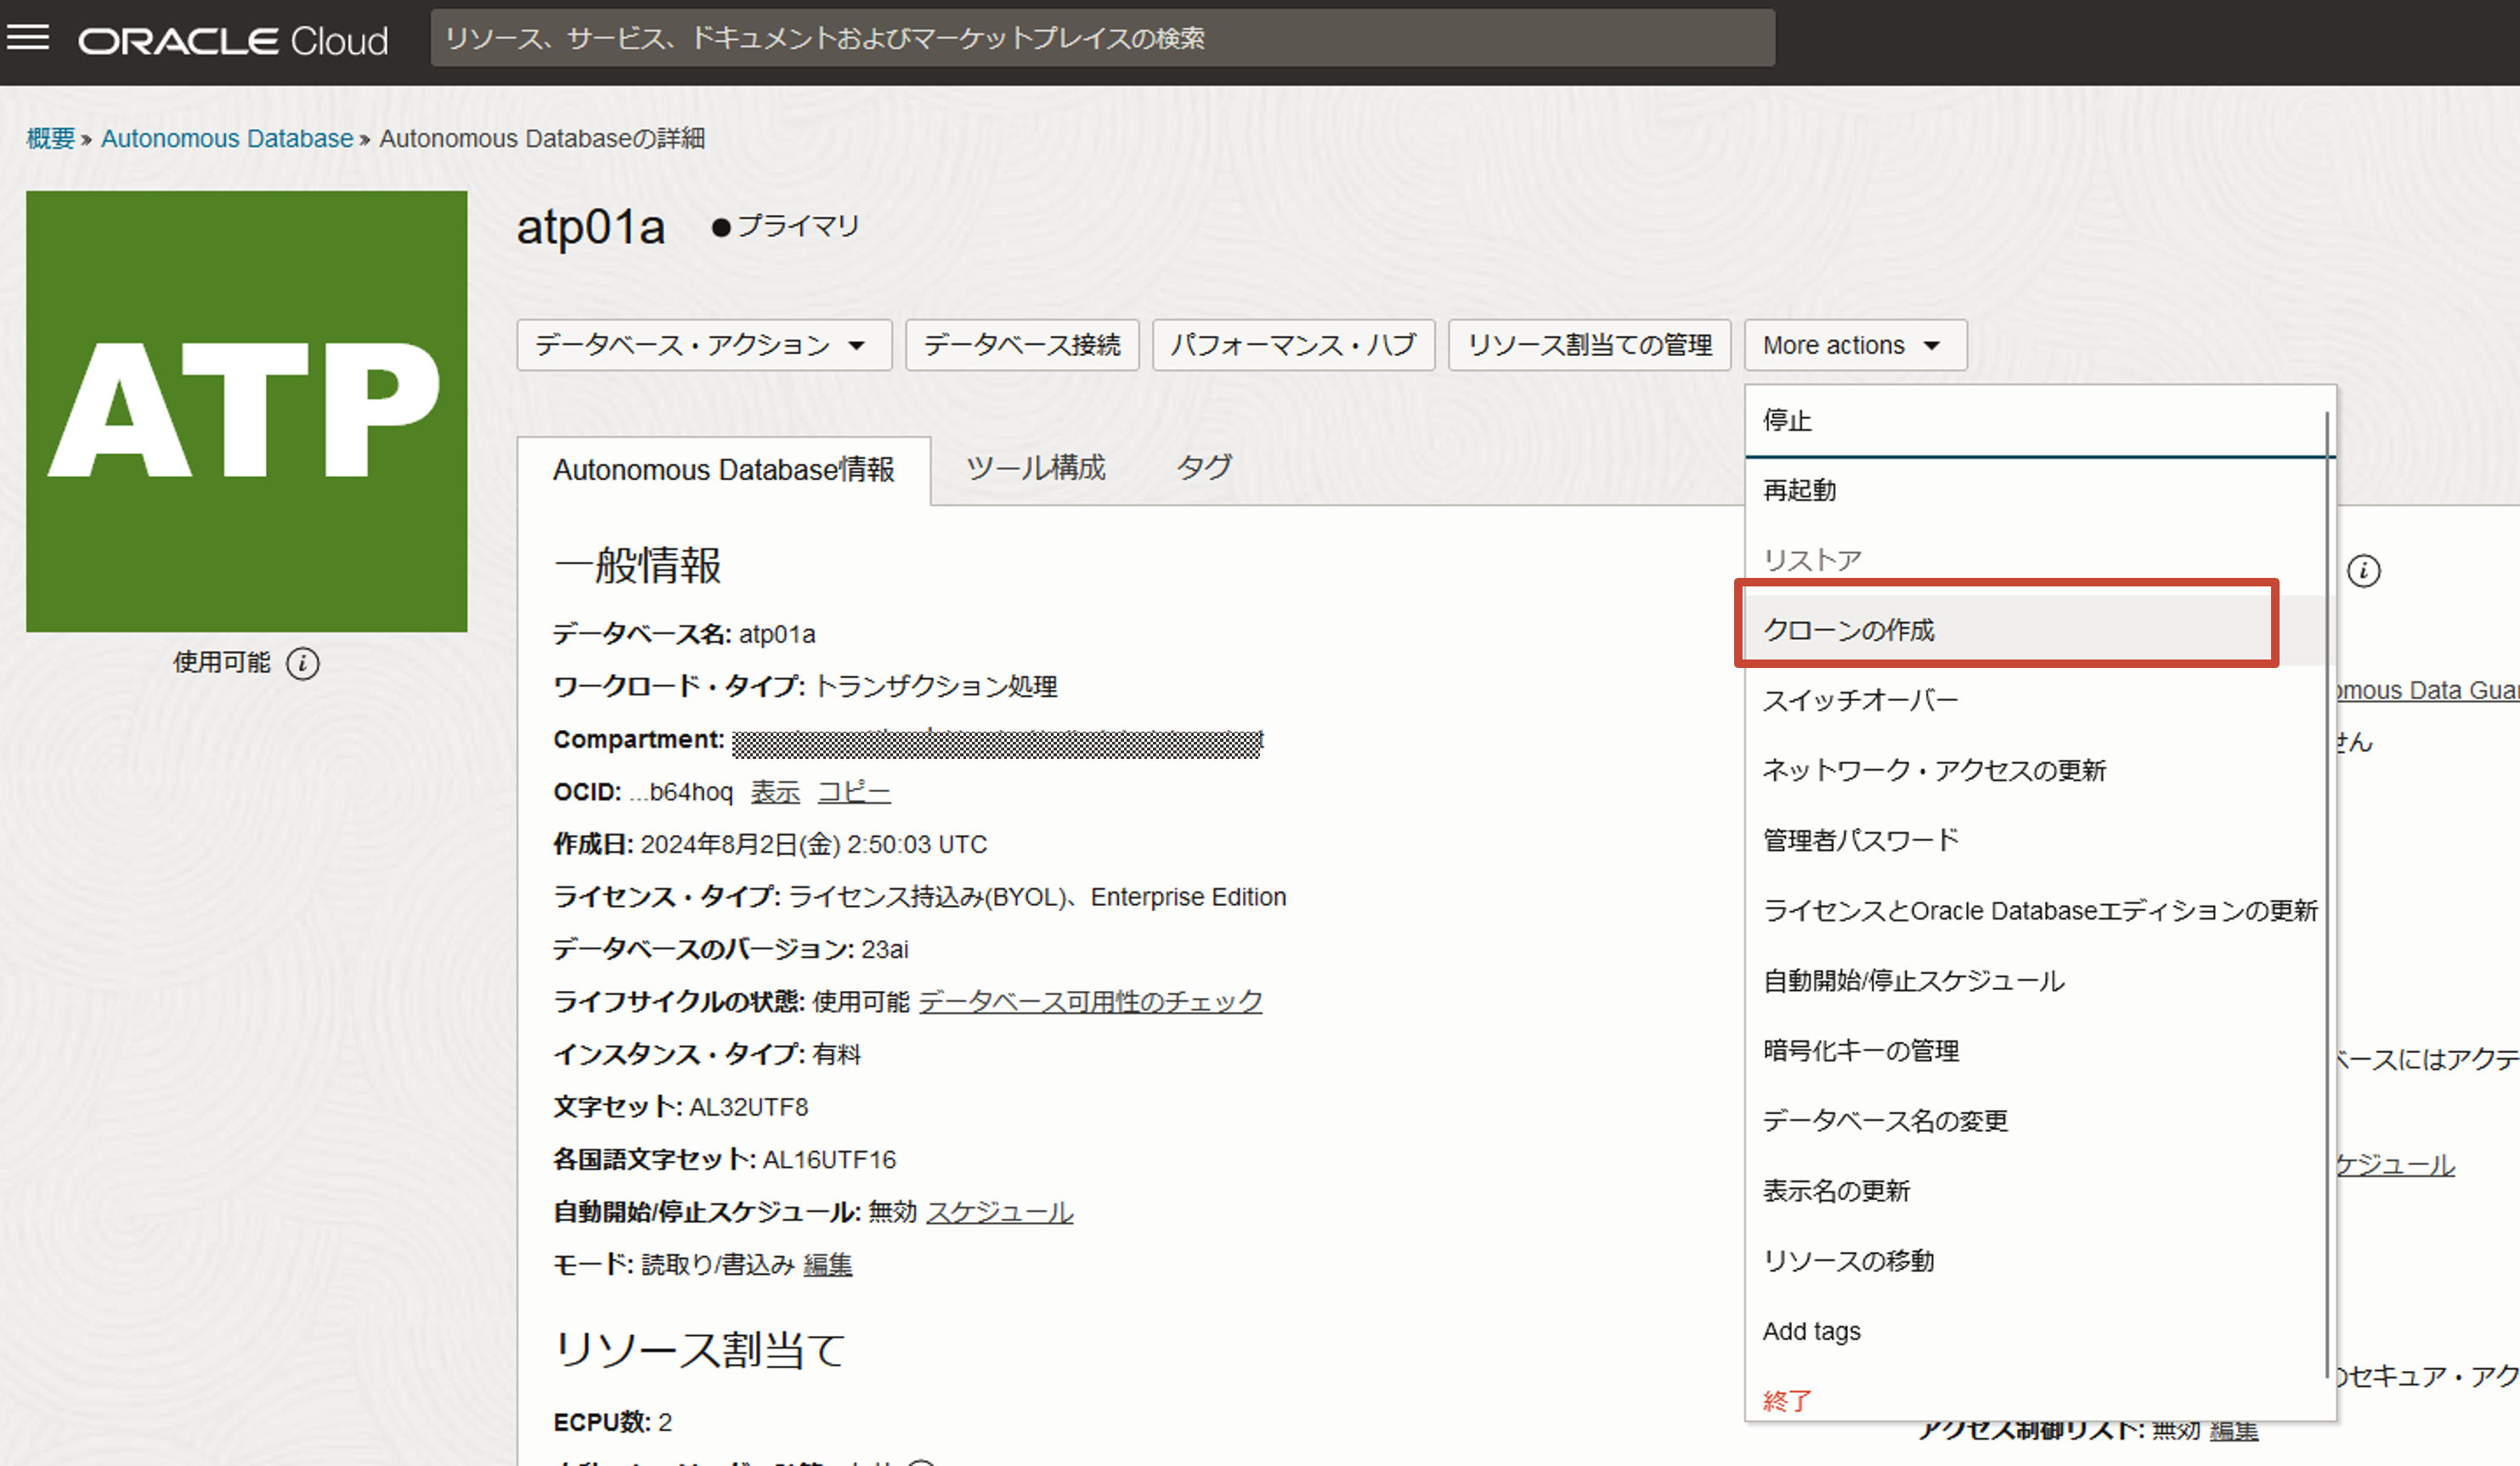 ORACLE Cloud
リソース、サービス、ドキュメントおよびマーケットプレイスの検索
概要 » Autonomous Database » Autonomous Databaseの詳細
ATP
使用可能
atp01a
プライマリ
データベース・アクション
データベース接続
パフォーマンス・ハブ
リソース割当ての管理
More actions
Autonomous Database情報
ツール構成
タグ
一般情報
データベース名: atp01a
ワークロード・タイプ: トランザクション処理
Compartment:
OCID: ...b64hoq 表示 コピー
作成日: 2024年8月2日(金) 2:50:03 UTC
ライセンス・タイプ: ライセンス持込み(BYOL)、Enterprise Edition
データベースのバージョン: 23ai
ライフサイクルの状態: 使用可能 データベース可用性のチェック
インスタンス・タイプ: 有料
文字セット: AL32UTF8
各国語文字セット: AL16UTF16
自動開始/停止スケジュール: 無効 スケジュール
モード: 読取り/書込み 編集
リソース割当て
ECPU数: 2
停止
再起動
リストア
クローンの作成
スイッチオーバー
ネットワーク・アクセスの更新
管理者パスワード
ライセンスとOracle Databaseエディションの更新
自動開始/停止スケジュール
暗号化キーの管理
データベース名の変更
表示名の更新
リソースの移動
Add tags
終了
omous Data Gua
せん
ベースにはアクテ
ケジュール
のセキュア・アク
アクセス制御リスト: 無効 編集